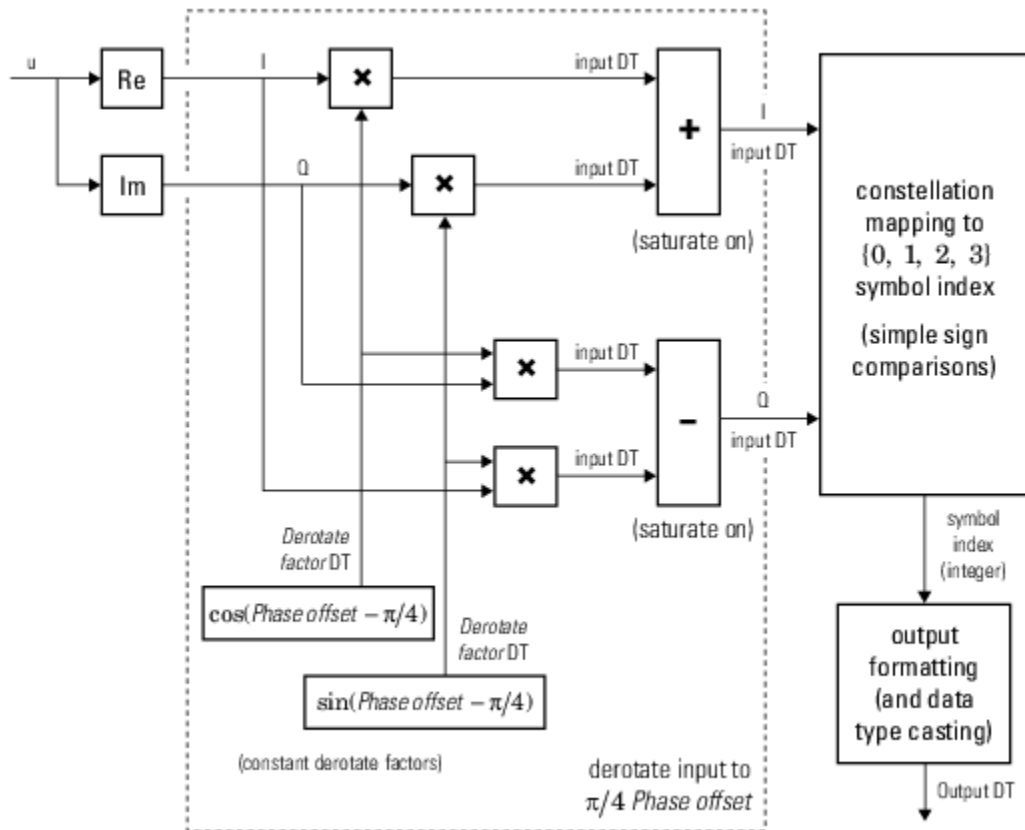 u
Re
I
×
input DT
+
I
input DT
Im
Q
×
input DT
(saturate on)
constellation
mapping to
{0, 1, 2, 3}
symbol index
(simple sign
comparisons)
×
input DT
−
Q
input DT
×
input DT
(saturate on)
Derotate
factor DT
cos(Phase offset − π/4)
Derotate
factor DT
sin(Phase offset − π/4)
(constant derotate factors)
derotate input to
π/4 Phase offset
symbol
index
(integer)
output
formatting
(and data
type casting)
Output DT